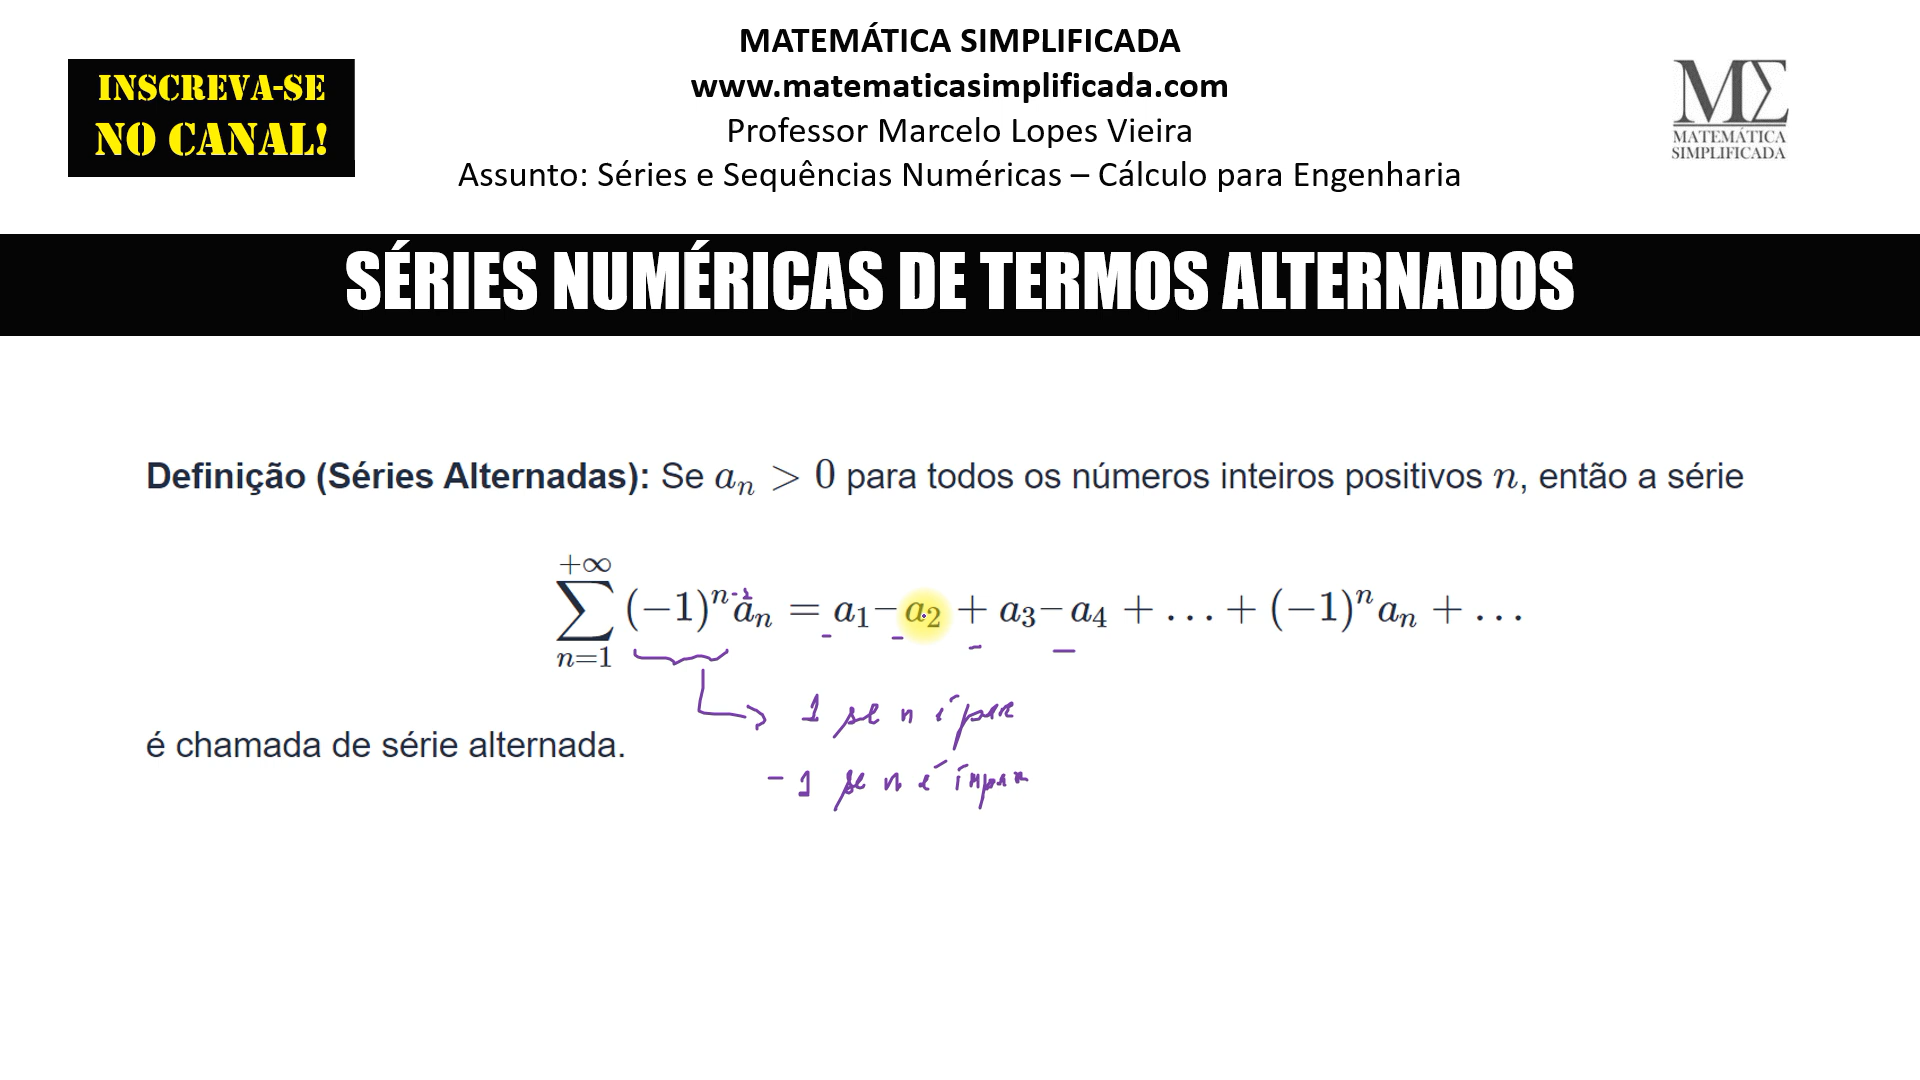 MATEMÁTICA SIMPLIFICADA
www.matematicasimplificada.com
Professor Marcelo Lopes Vieira
Assunto: Séries e Sequências Numéricas – Cálculo para Engenharia
INSCREVA-SE
NO CANAL!
MΣ
MATEMÁTICA
SIMPLIFICADA
SÉRIES NUMÉRICAS DE TERMOS ALTERNADOS
Definição (Séries Alternadas): Se aₙ > 0 para todos os números inteiros positivos n, então a série
+∞
∑ (−1)ⁿ⁻¹ aₙ = a₁ − a₂ + a₃ − a₄ + … + (−1)ⁿ aₙ + …
n=1
1 se n é par
é chamada de série alternada.
-1 se n é ímpar